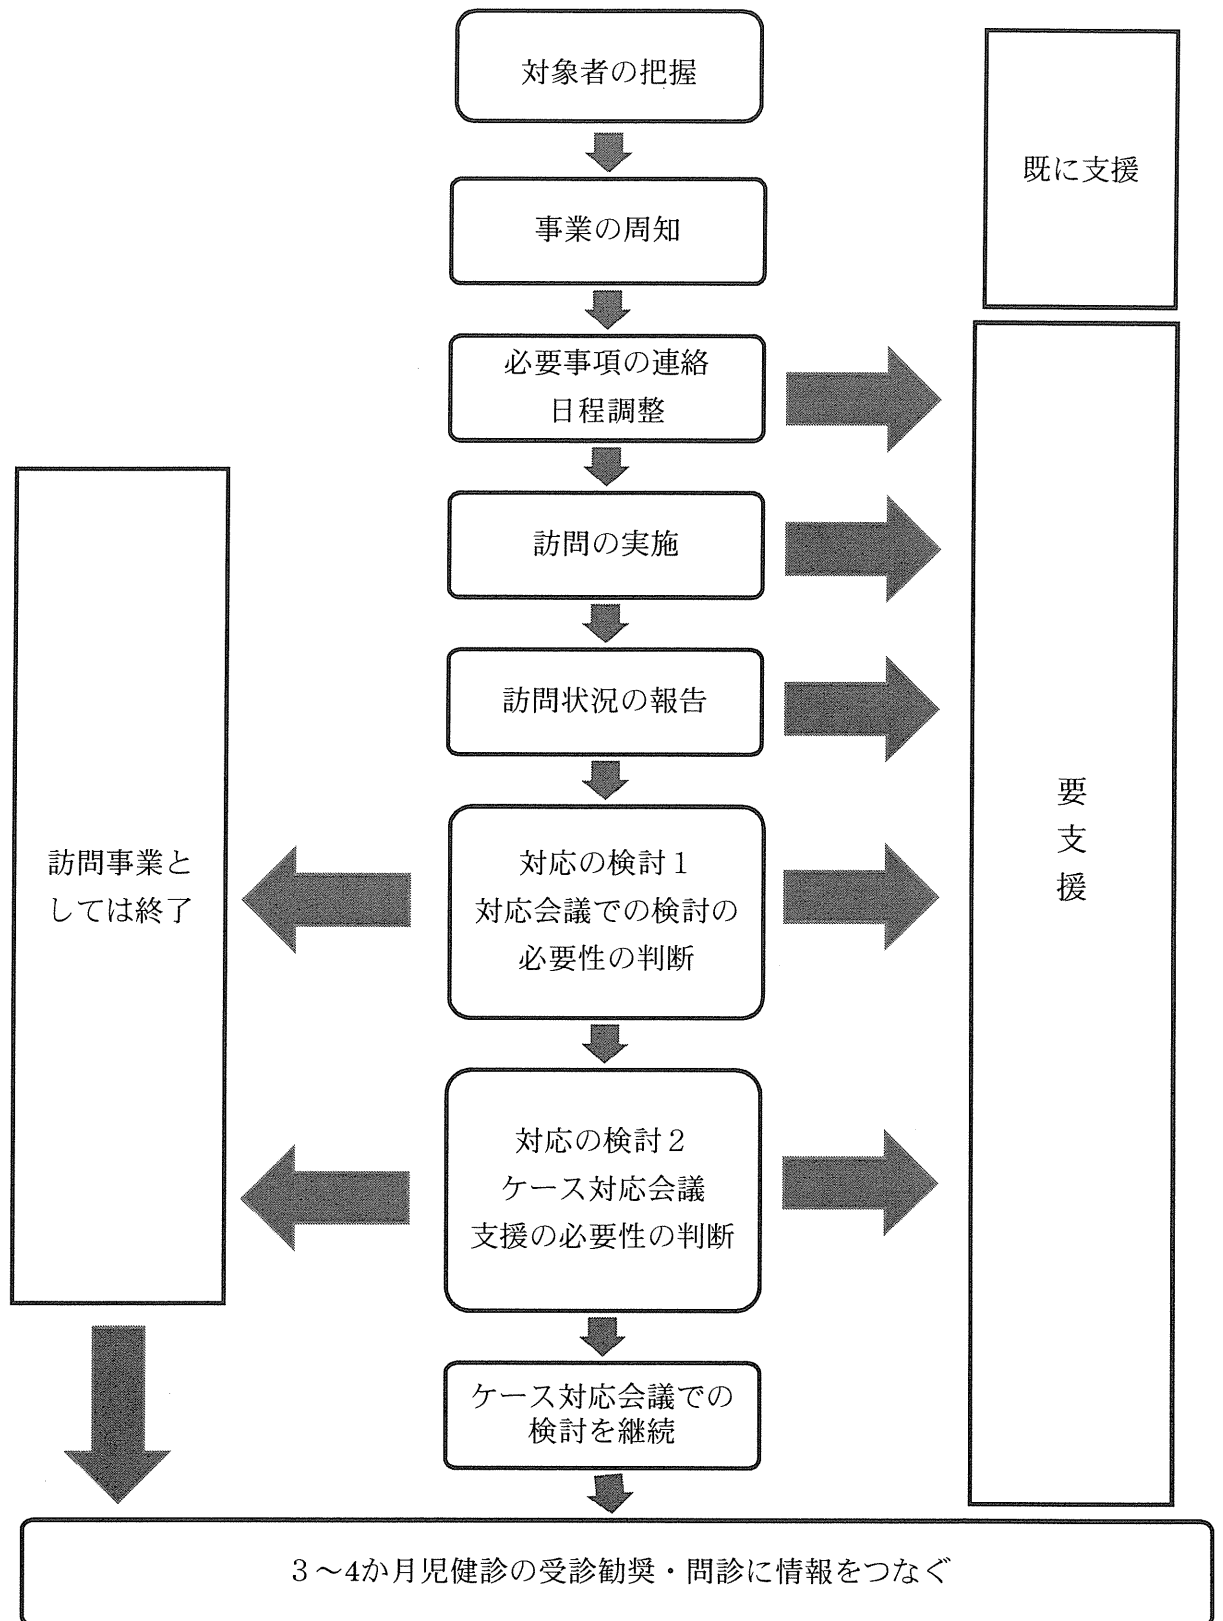 対象者の把握
既に支援
事業の周知
必要事項の連絡
日程調整
訪問の実施
訪問状況の報告
要
支
援
訪問事業と
しては終了
対応の検討１
対応会議での検討の
必要性の判断
対応の検討２
ケース対応会議
支援の必要性の判断
ケース対応会議での
検討を継続
３～4か月児健診の受診勧奨・問診に情報をつなぐ